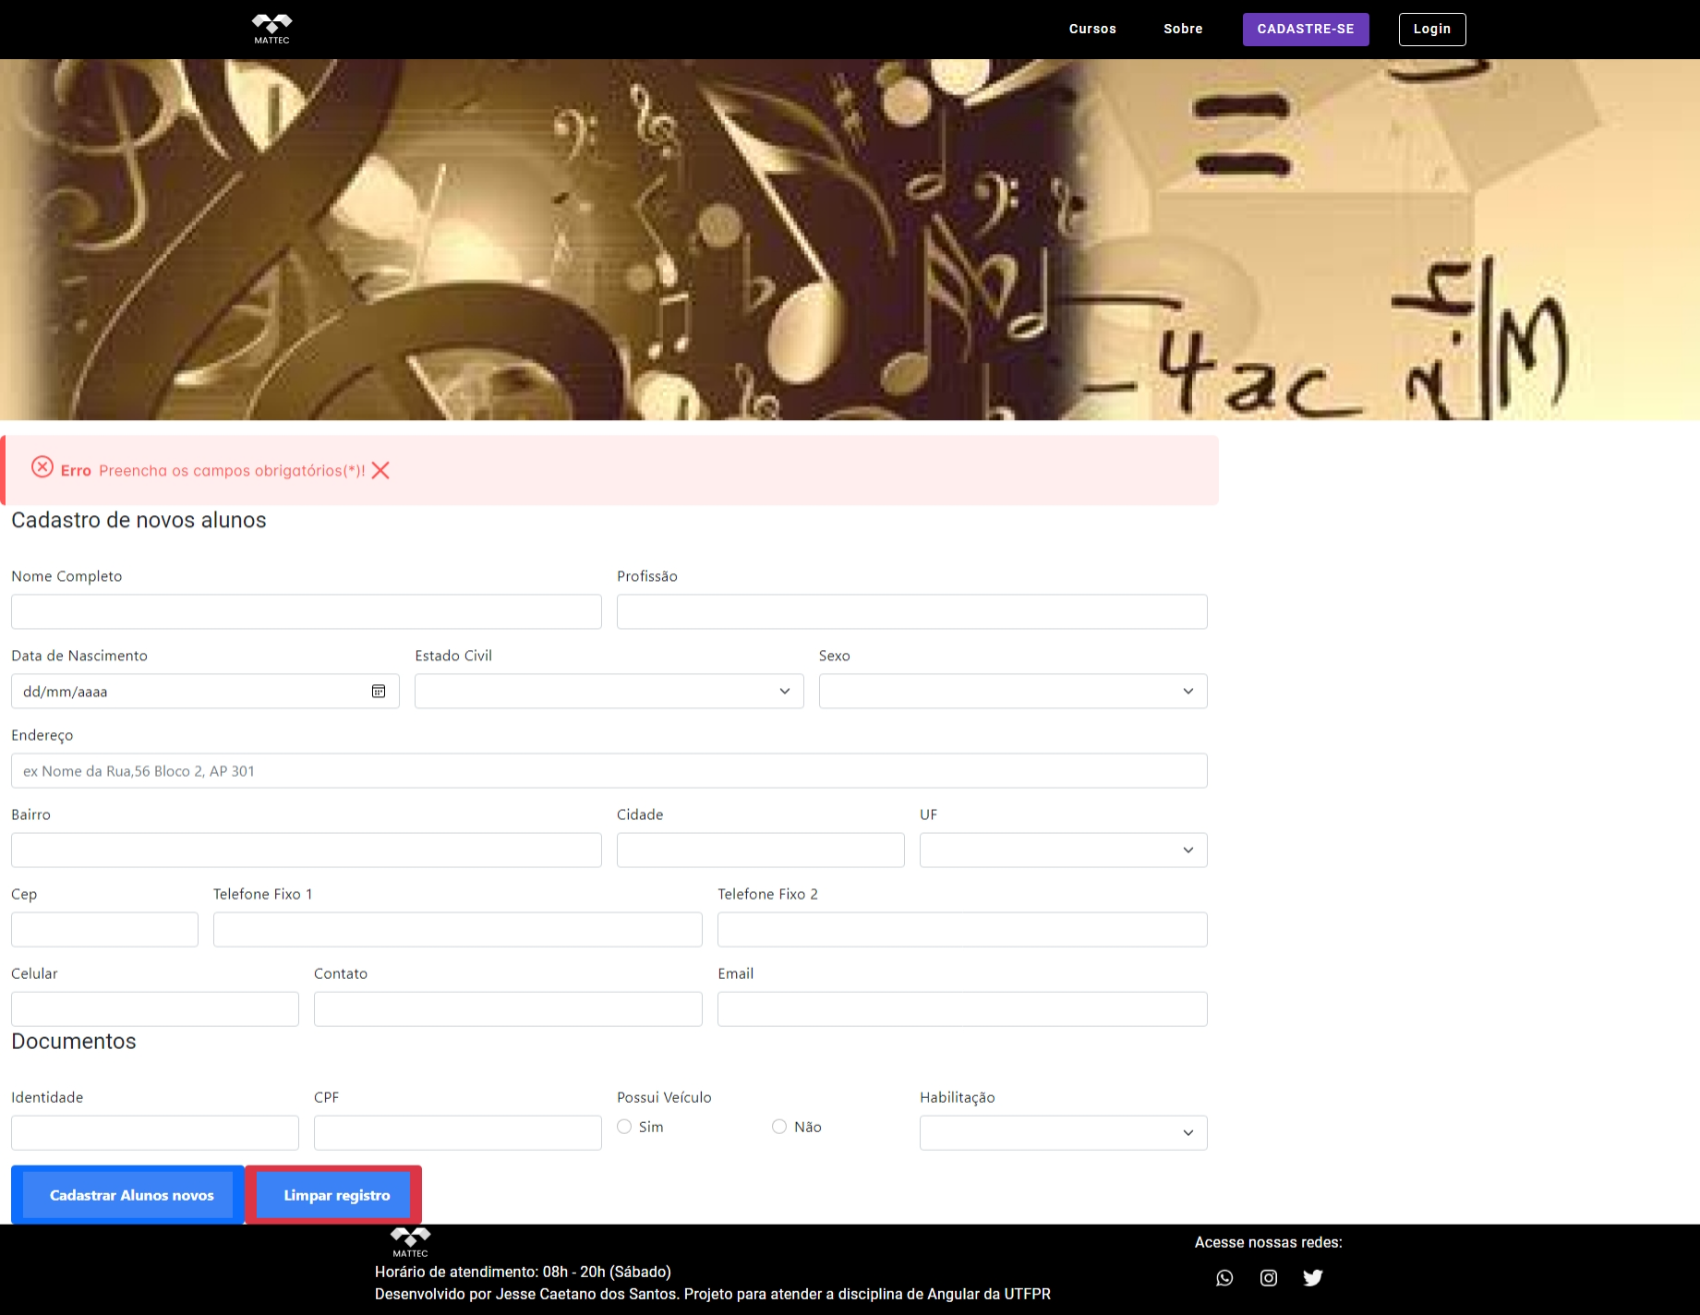 MATTEC
Cursos Sobre CADASTRE-SE Login
=
-4ac
Erro Preencha os campos obrigatórios(*)!
Cadastro de novos alunos
Nome Completo Profissão
Data de Nascimento Estado Civil Sexo
dd/mm/aaaa
Endereço
ex Nome da Rua,56 Bloco 2, AP 301
Bairro Cidade UF
Cep Telefone Fixo 1 Telefone Fixo 2
Celular Contato Email
Documentos
Identidade CPF Possui Veículo Habilitação
Sim Não
Cadastrar Alunos novos Limpar registro
MATTEC
Acesse nossas redes:
Horário de atendimento: 08h - 20h (Sábado)
Desenvolvido por Jesse Caetano dos Santos. Projeto para atender a disciplina de Angular da UTFPR